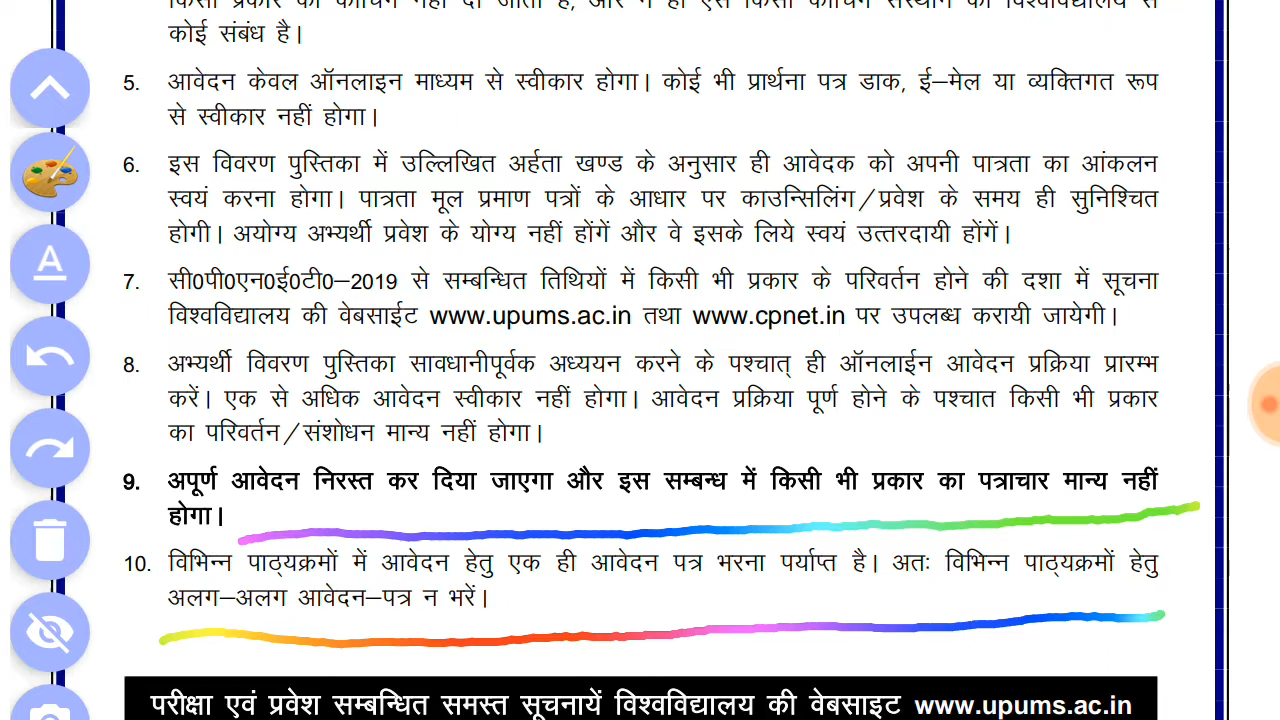 किसी प्रकार की कोचिंग नहीं दी जाती है, और न ही ऐसे किसी कोचिंग संस्थान का विश्वविद्यालय से
कोई संबंध है।
5. आवेदन केवल ऑनलाइन माध्यम से स्वीकार होगा। कोई भी प्रार्थना पत्र डाक, ई–मेल या व्यक्तिगत रूप
से स्वीकार नहीं होगा।
6. इस विवरण पुस्तिका में उल्लिखित अर्हता खण्ड के अनुसार ही आवेदक को अपनी पात्रता का आंकलन
स्वयं करना होगा। पात्रता मूल प्रमाण पत्रों के आधार पर काउन्सिलिंग/प्रवेश के समय ही सुनिश्चित
होगी। अयोग्य अभ्यर्थी प्रवेश के योग्य नहीं होंगें और वे इसके लिये स्वयं उत्तरदायी होंगें।
7. सी0पी0एन0ई0टी0–2019 से सम्बन्धित तिथियों में किसी भी प्रकार के परिवर्तन होने की दशा में सूचना
विश्वविद्यालय की वेबसाईट www.upums.ac.in तथा www.cpnet.in पर उपलब्ध करायी जायेगी।
8. अभ्यर्थी विवरण पुस्तिका सावधानीपूर्वक अध्ययन करने के पश्चात् ही ऑनलाईन आवेदन प्रक्रिया प्रारम्भ
करें। एक से अधिक आवेदन स्वीकार नहीं होगा। आवेदन प्रक्रिया पूर्ण होने के पश्चात किसी भी प्रकार
का परिवर्तन/संशोधन मान्य नहीं होगा।
9. अपूर्ण आवेदन निरस्त कर दिया जाएगा और इस सम्बन्ध में किसी भी प्रकार का पत्राचार मान्य नहीं
होगा।
10. विभिन्न पाठ्यक्रमों में आवेदन हेतु एक ही आवेदन पत्र भरना पर्याप्त है। अतः विभिन्न पाठ्यक्रमों हेतु
अलग–अलग आवेदन–पत्र न भरें।
परीक्षा एवं प्रवेश सम्बन्धित समस्त सूचनायें विश्वविद्यालय की वेबसाइट www.upums.ac.in